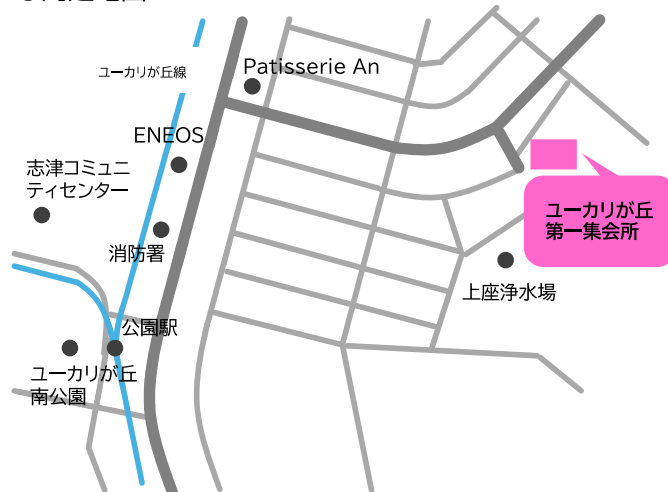 ユーカリが丘線
Patisserie An
ENEOS
志津コミュニ
ティセンター
消防署
ユーカリが丘
第一集会所
上座浄水場
公園駅
ユーカリが丘
南公園